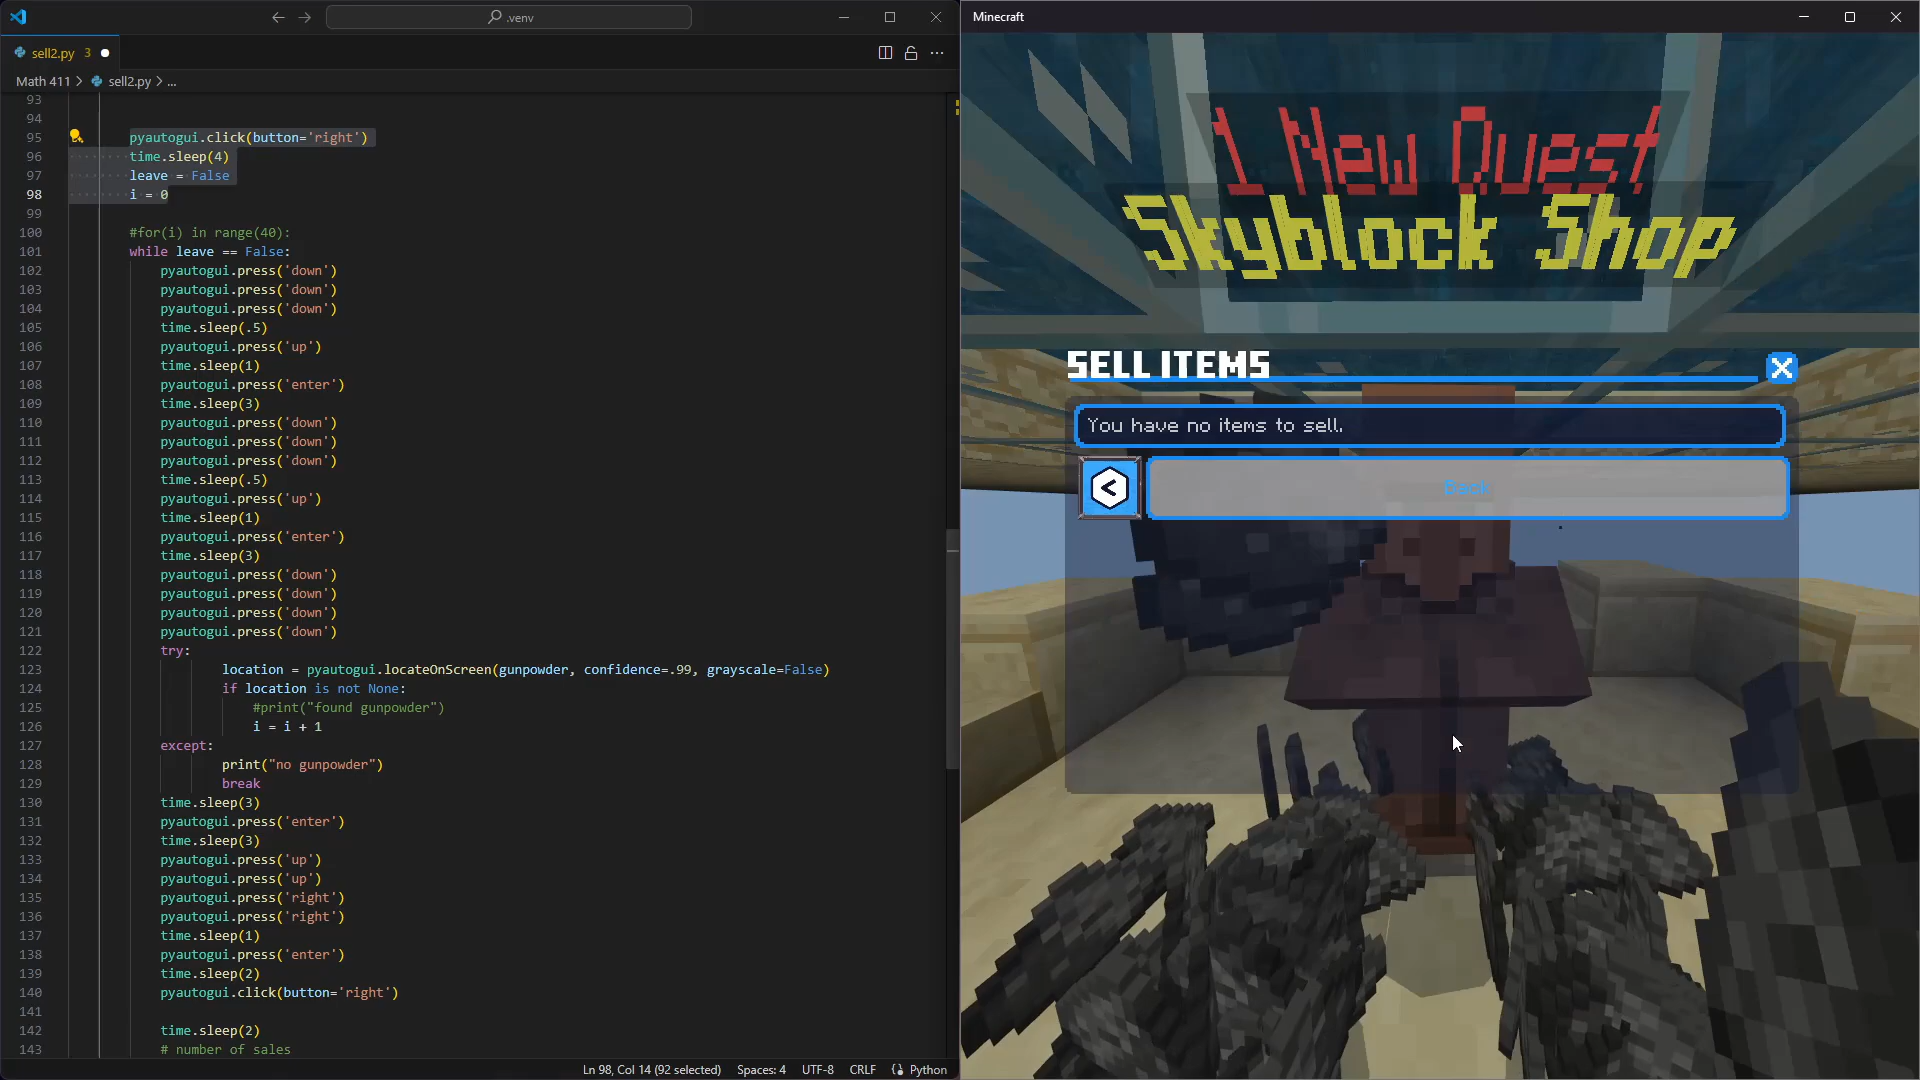 .venv
sell2.py 3
Math 411 > sell2.py > ...
93
94
95 pyautogui.click(button='right')
96 time.sleep(4)
97 leave = False
98 i = 0
99
100 #for(i) in range(40):
101 while leave == False:
102 pyautogui.press('down')
103 pyautogui.press('down')
104 pyautogui.press('down')
105 time.sleep(.5)
106 pyautogui.press('up')
107 time.sleep(1)
108 pyautogui.press('enter')
109 time.sleep(3)
110 pyautogui.press('down')
111 pyautogui.press('down')
112 pyautogui.press('down')
113 time.sleep(.5)
114 pyautogui.press('up')
115 time.sleep(1)
116 pyautogui.press('enter')
117 time.sleep(3)
118 pyautogui.press('down')
119 pyautogui.press('down')
120 pyautogui.press('down')
121 pyautogui.press('down')
122 try:
123 location = pyautogui.locateOnScreen(gunpowder, confidence=.99, grayscale=False)
124 if location is not None:
125 #print("found gunpowder")
126 i = i + 1
127 except:
128 print("no gunpowder")
129 break
130 time.sleep(3)
131 pyautogui.press('enter')
132 time.sleep(3)
133 pyautogui.press('up')
134 pyautogui.press('up')
135 pyautogui.press('right')
136 pyautogui.press('right')
137 time.sleep(1)
138 pyautogui.press('enter')
139 time.sleep(2)
140 pyautogui.click(button='right')
141
142 time.sleep(2)
143 # number of sales
Ln 98, Col 14 (92 selected) Spaces: 4 UTF-8 CRLF Python
Minecraft
1 New Quest
Skyblock Shop
SELL ITEMS
You have no items to sell.
Back